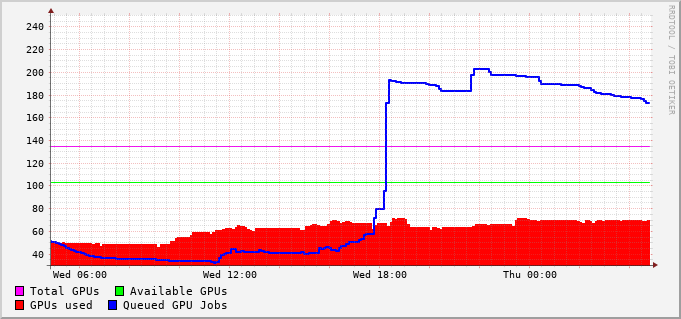 RRDTOOL / TOBI OETIKER
240
220
200
180
160
140
120
100
80
60
40
Wed 06:00 Wed 12:00 Wed 18:00 Thu 00:00
Total GPUs Available GPUs
GPUs used Queued GPU Jobs